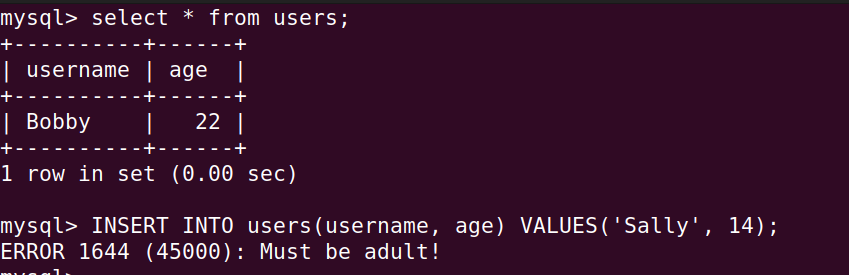 mysql> select * from users;
+----------+------+
| username | age  |
+----------+------+
| Bobby    |   22 |
+----------+------+
1 row in set (0.00 sec)

mysql> INSERT INTO users(username, age) VALUES('Sally', 14);
ERROR 1644 (45000): Must be adult!
mysql>